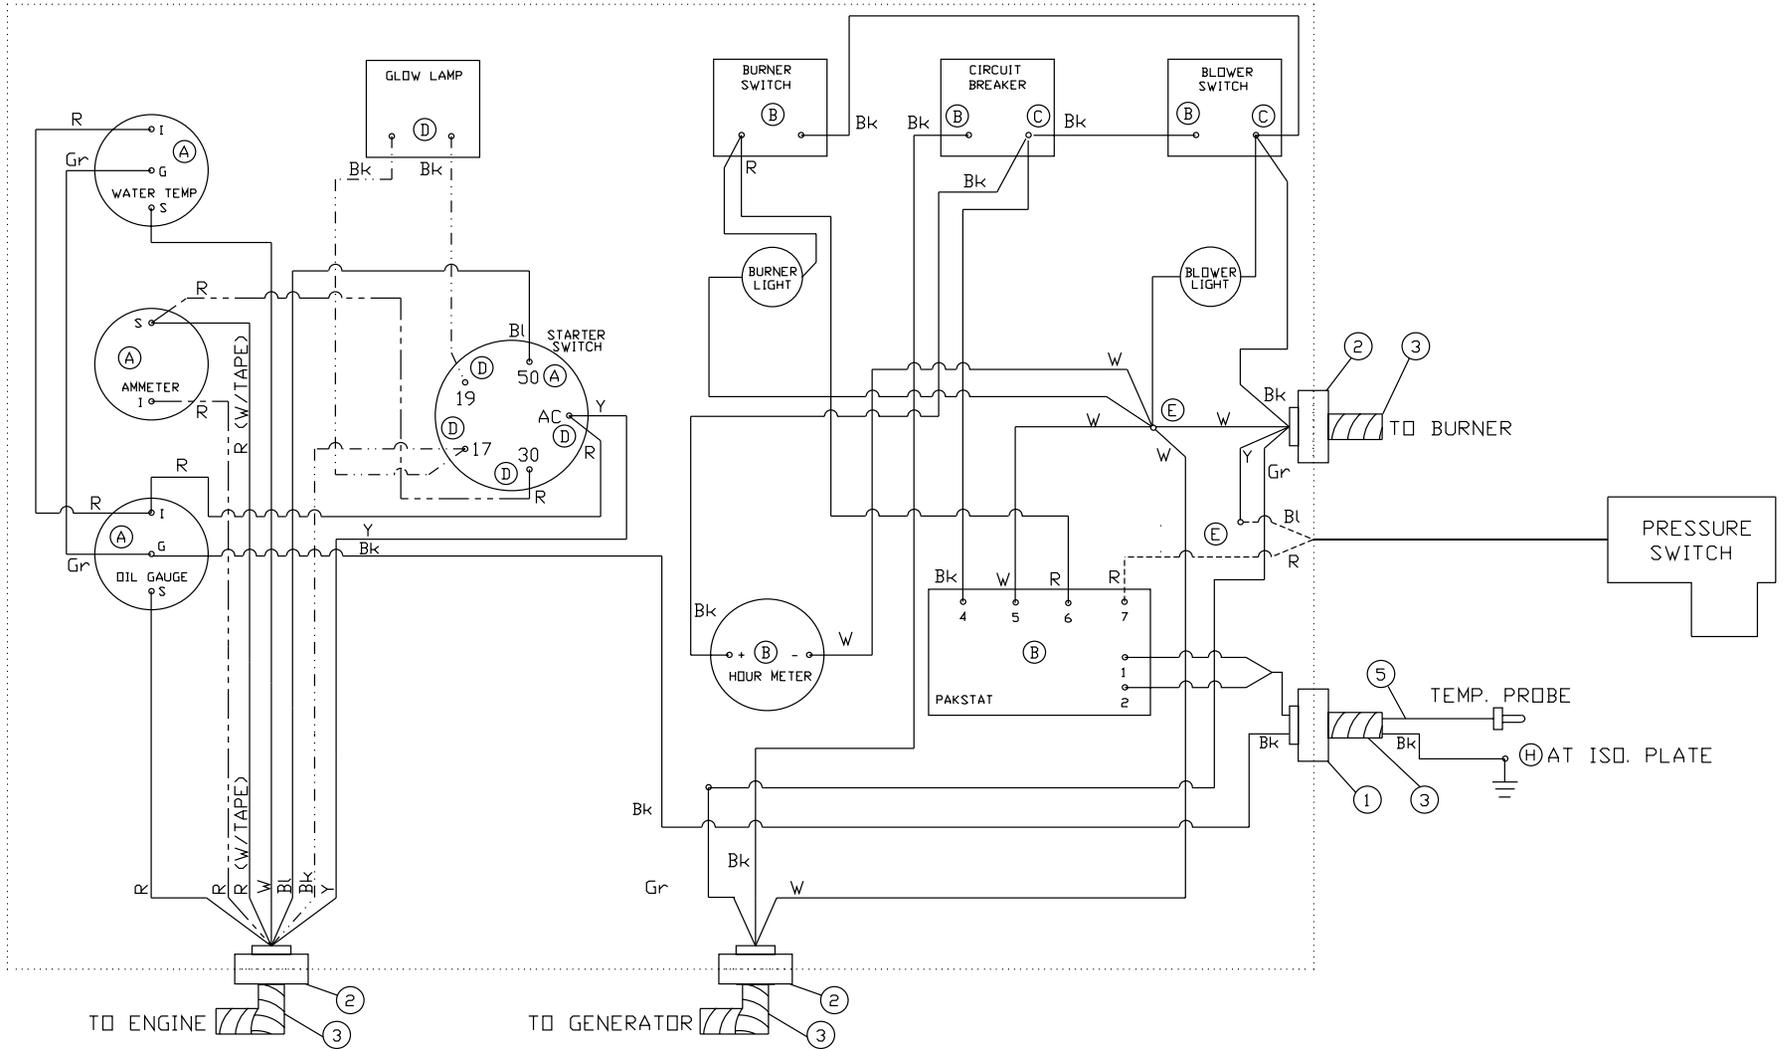 GLOW LAMP
D
Bk
Bk
BURNER
SWITCH
B
Bk
R
CIRCUIT
BREAKER
B
C
Bk
Bk
Bk
BLOWER
SWITCH
B
C
R
I
A
Gr
G
WATER TEMP
S
BURNER
LIGHT
BLOWER
LIGHT
R
S
A
AMMETER
I
R
R (W/TAPE)
Bl
STARTER
SWITCH
D
50
A
19
AC
Y
D
D
17
30
R
D
R
W
E
W
W
W
Bk
Y
Gr
2
3
TO BURNER
R
R
I
A
G
Gr
OIL GAUGE
S
Y
Bk
E
Bl
R
PRESSURE
SWITCH
Bk
W
R
R
4
5
6
7
B
1
2
PAKSTAT
Bk
+
B
-
W
HOUR METER
5
TEMP. PROBE
Bk
Bk
H
AT ISO. PLATE
1
3
Bk
Bk
Gr
W
R
R
R (W/TAPE)
W
Bl
Bk
Y
2
TO ENGINE
3
2
TO GENERATOR
3